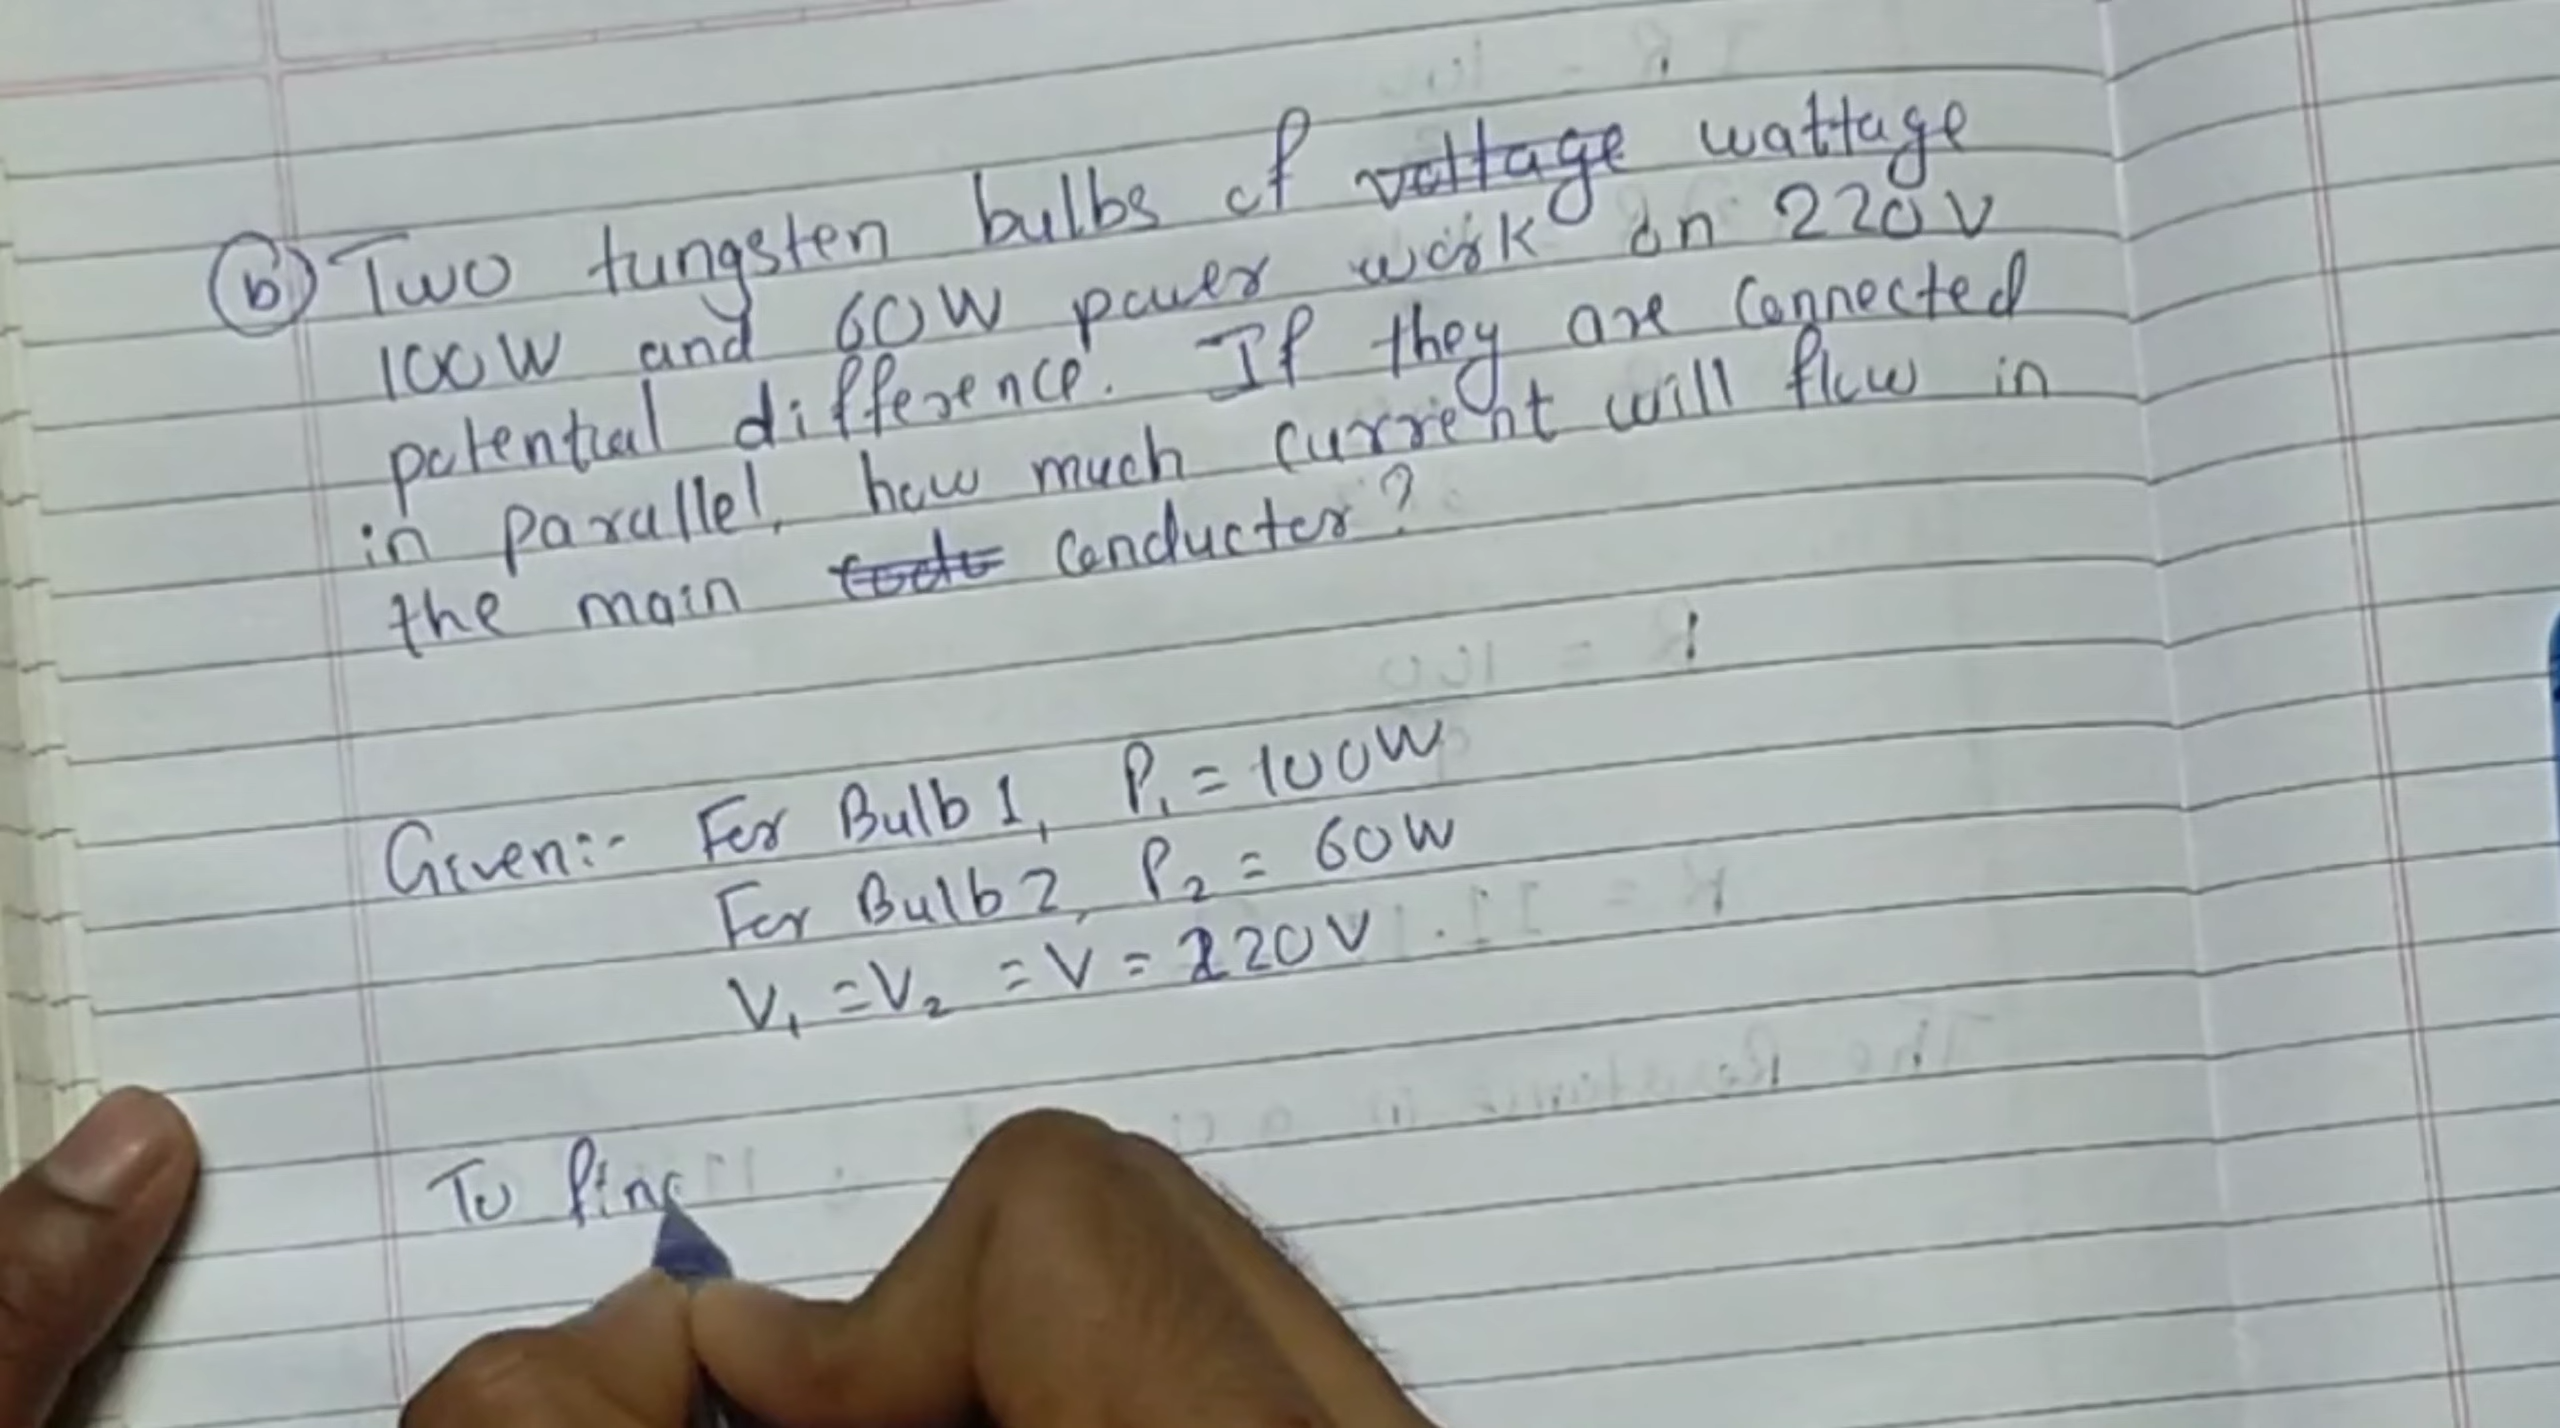 (b) Two tungsten bulbs of voltage wattage
100W and 60W power work on 220V
potential difference. If they are connected
in parallel, how much current will flow in
the main conductor?
Given:- For Bulb 1, P₁ = 100W
For Bulb 2, P₂ = 60W
V₁ = V₂ = V = 220V
To find